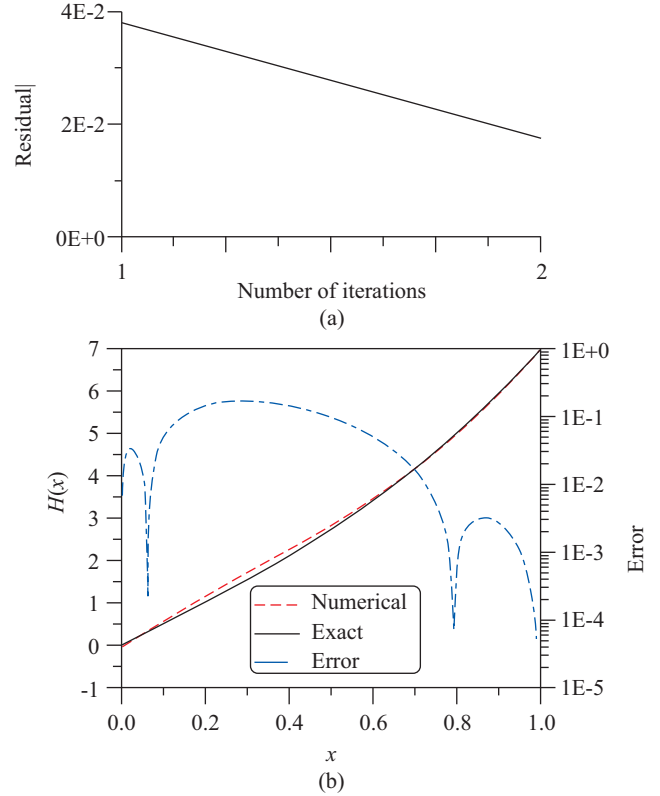 4E-2
2E-2
0E+0
Residual|
1
2
Number of iterations
(a)
7
6
5
4
3
2
1
0
-1
H(x)
1E+0
1E-1
1E-2
1E-3
1E-4
1E-5
Error
Numerical
Exact
Error
0.0
0.2
0.4
0.6
0.8
1.0
x
(b)